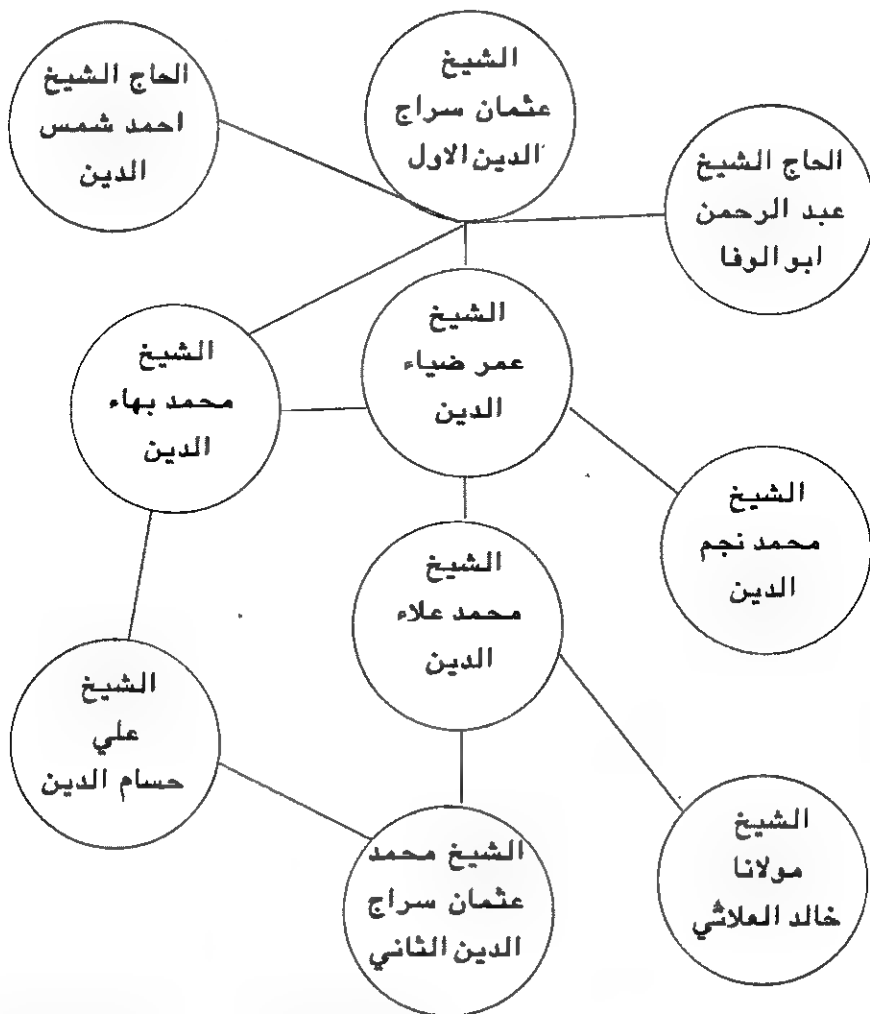 الشيخ
عثمان سراج
الدين الاول
الحاج الشيخ
احمد شمس
الدين
الحاج الشيخ
عبد الرحمن
ابو الوفا
الشيخ
عمر ضياء
الدين
الشيخ
محمد بهاء
الدين
الشيخ
محمد نجم
الدين
الشيخ
محمد علاء
الدين
الشيخ
علي
حسام الدين
الشيخ
مولانا
خالد العلائي
الشيخ محمد
عثمان سراج
الدين الثاني